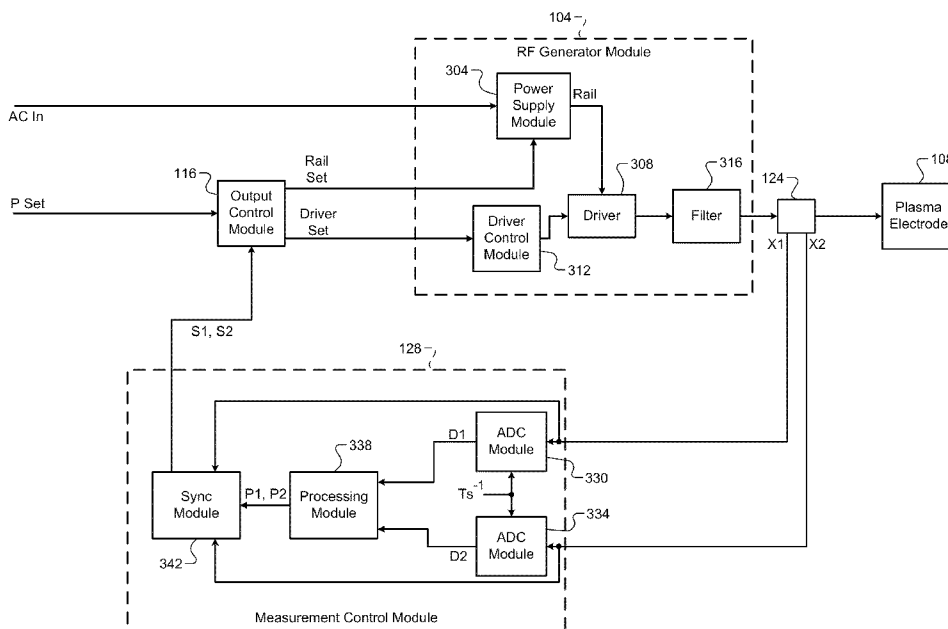 104
RF Generator Module
304
Power
Supply
Module
Rail
AC In
116
Rail
Set
308
316
124
108
P Set
Output
Control
Module
Driver
Set
Driver
Control
Module
312
Driver
Filter
Plasma
Electrode
X1
X2
S1, S2
128
D1
ADC
Module
330
338
Sync
Module
342
P1, P2
Processing
Module
Ts-1
334
ADC
Module
D2
Measurement Control Module